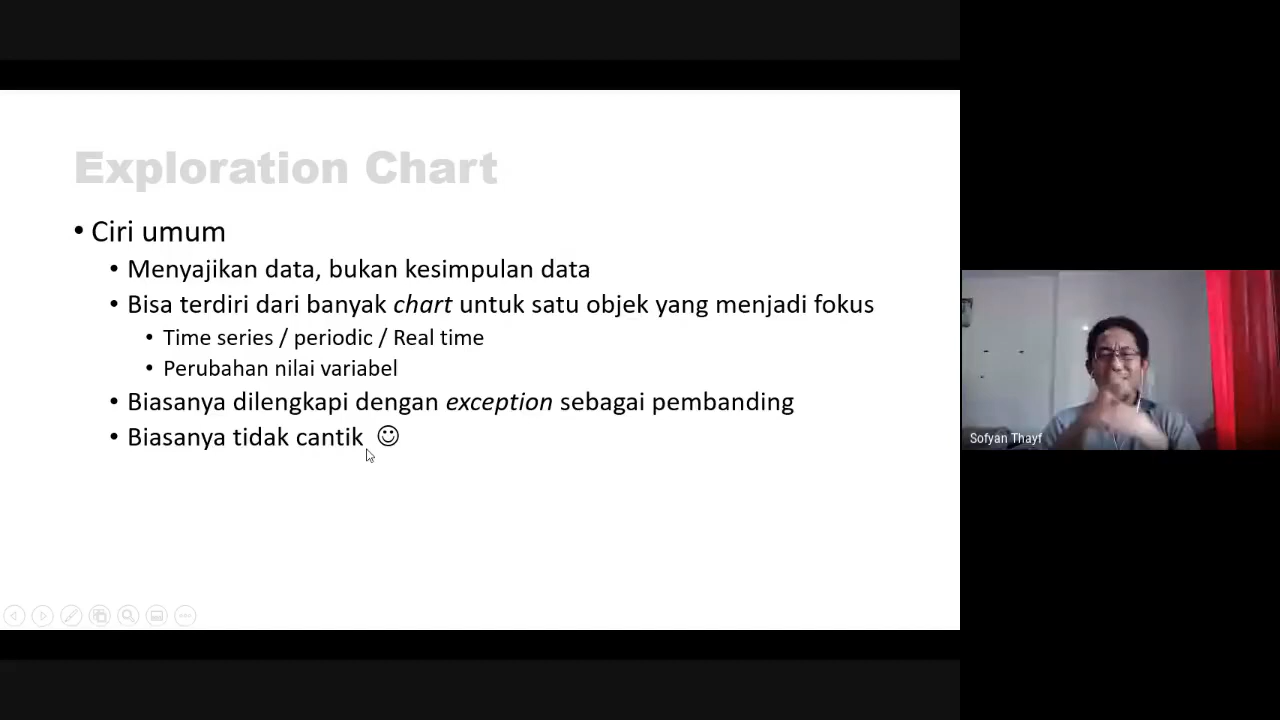 Exploration Chart
• Ciri umum
• Menyajikan data, bukan kesimpulan data
• Bisa terdiri dari banyak chart untuk satu objek yang menjadi fokus
• Time series / periodic / Real time
• Perubahan nilai variabel
• Biasanya dilengkapi dengan exception sebagai pembanding
• Biasanya tidak cantik ☺
Sofyan Thayf